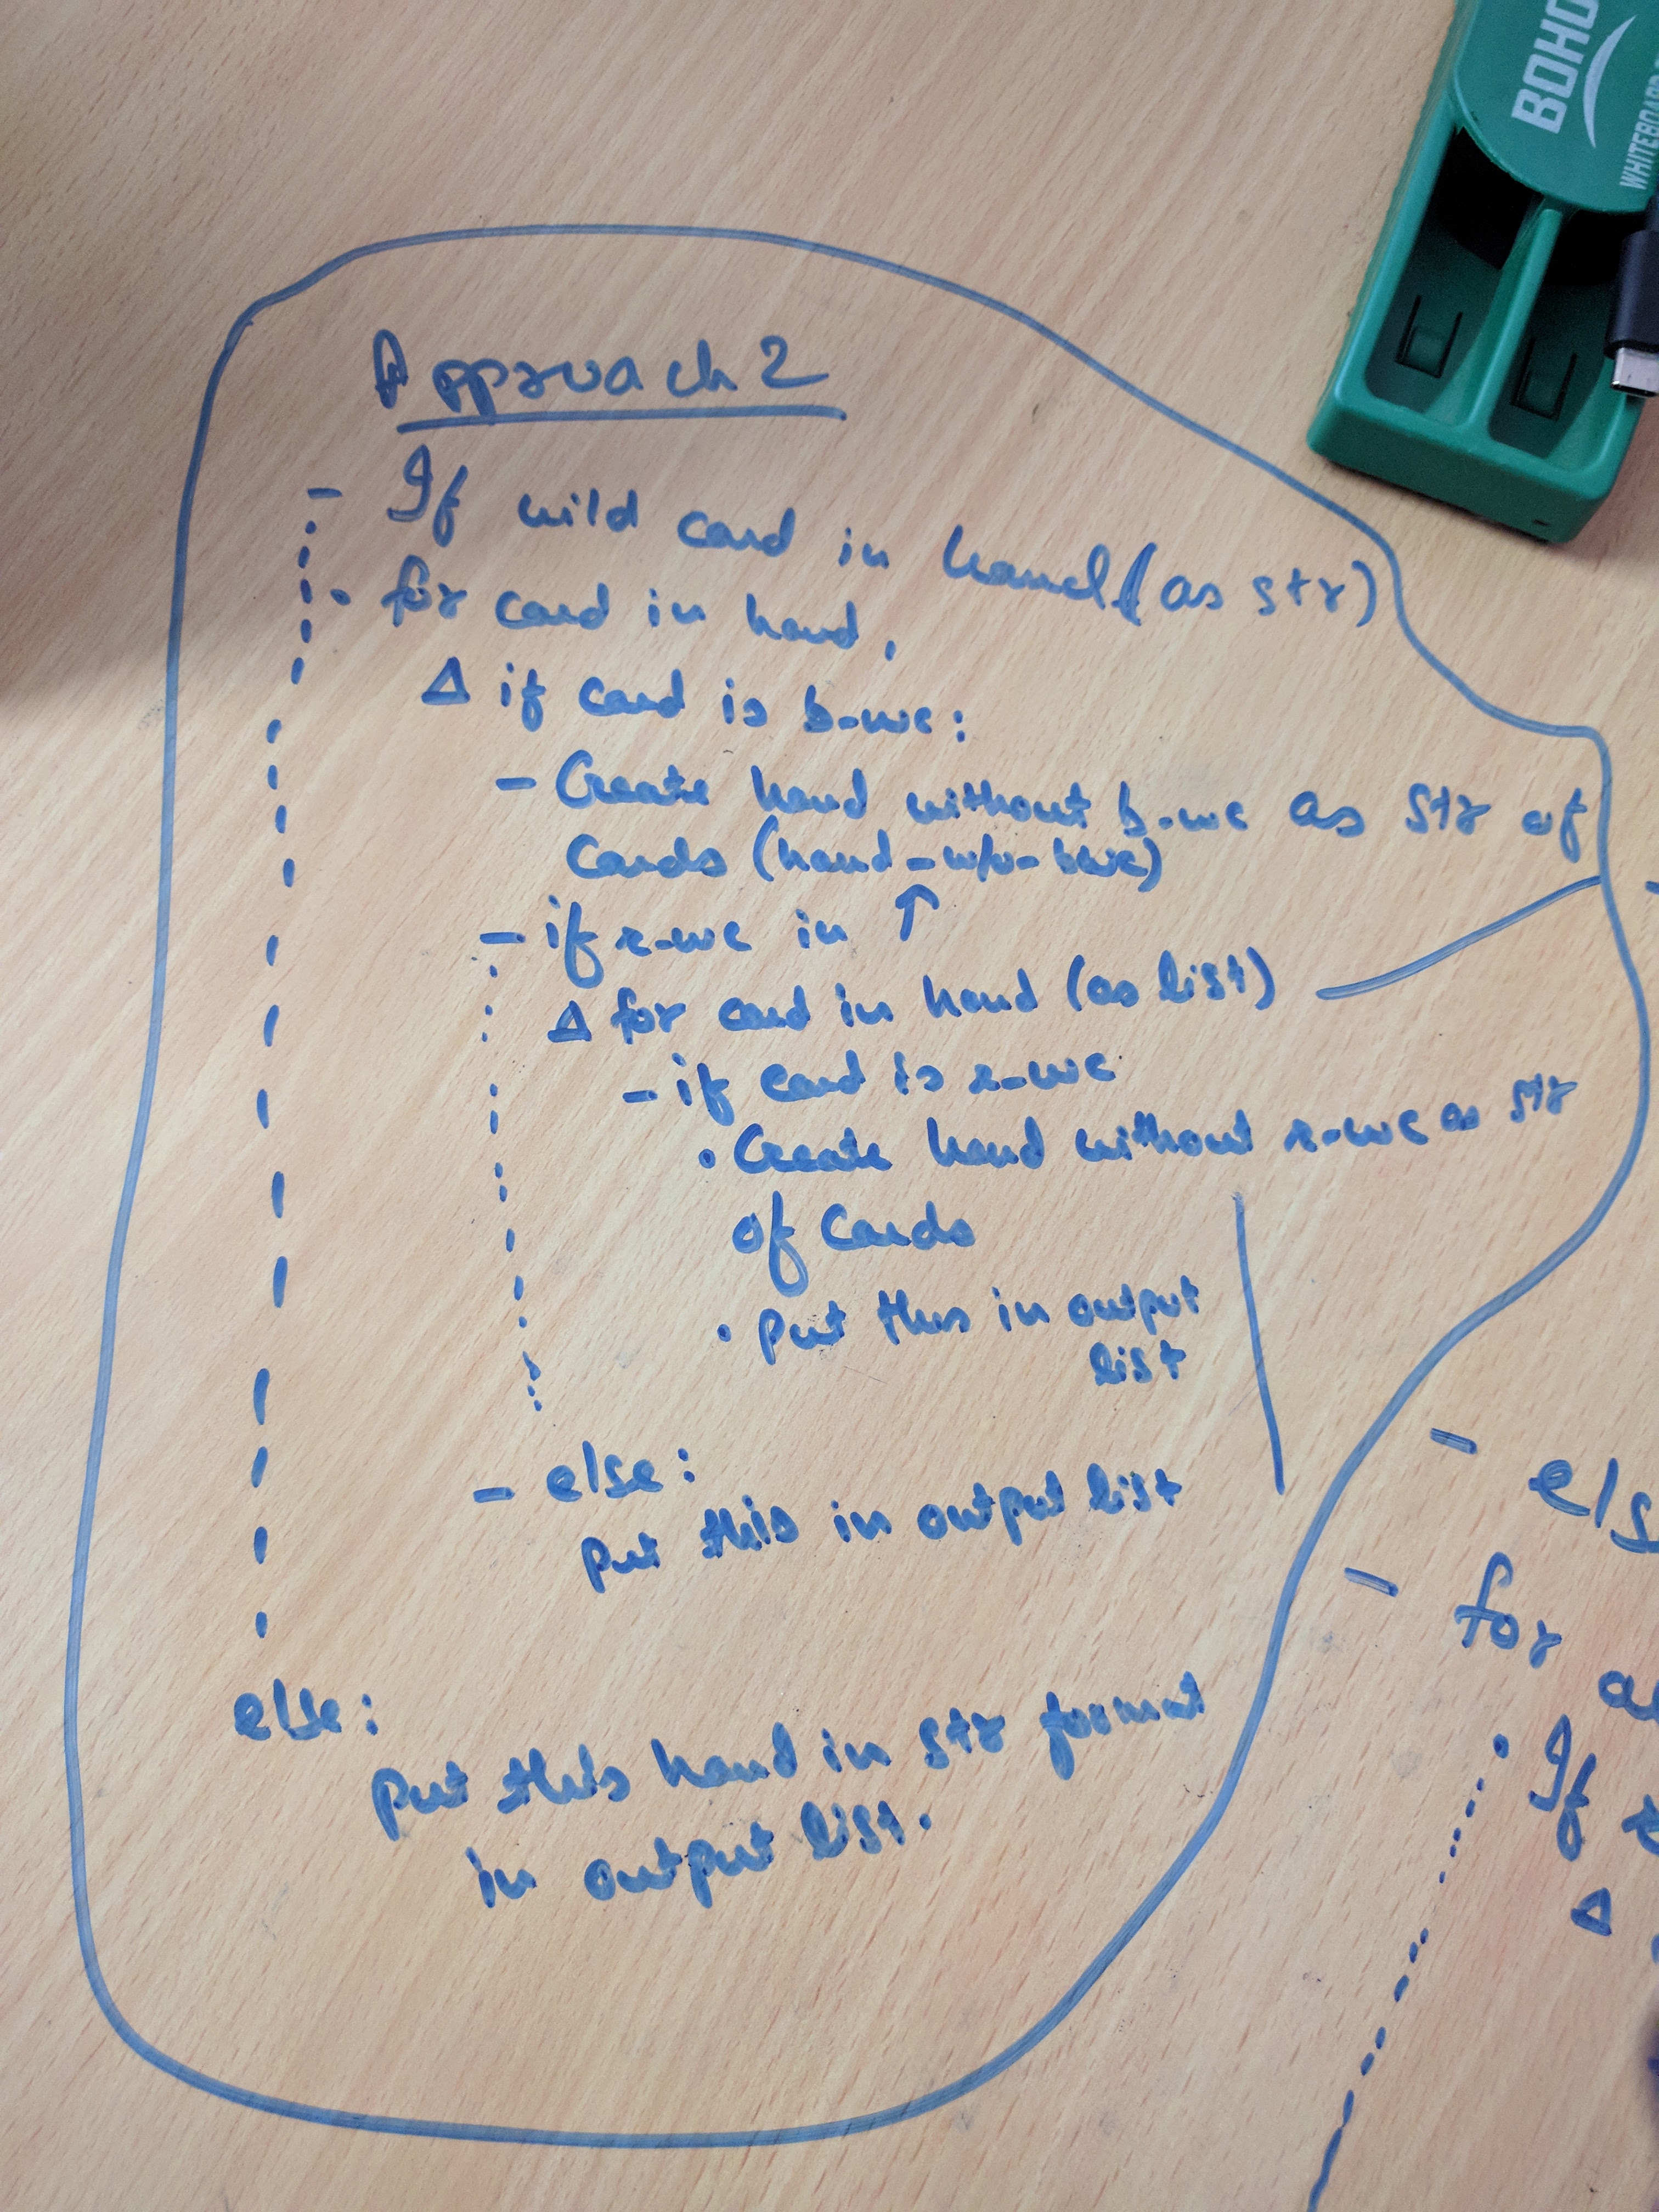 BOHO
WHITEBOARD
Approach 2
- If wild card in hand (as str)
• for card in hand,
Δ if card is b-wc:
- Create hand without b-wc as str of
Cards (hand-w/o-bwc)
- if r-wc in ↑
Δ for card in hand (as list)
- if card is r-wc
• Create hand without r-wc as str
of Cards
• put this in output
list
- else:
put this in output list
else:
put this hand in str format
in output list.
-
- for
• If
Δ